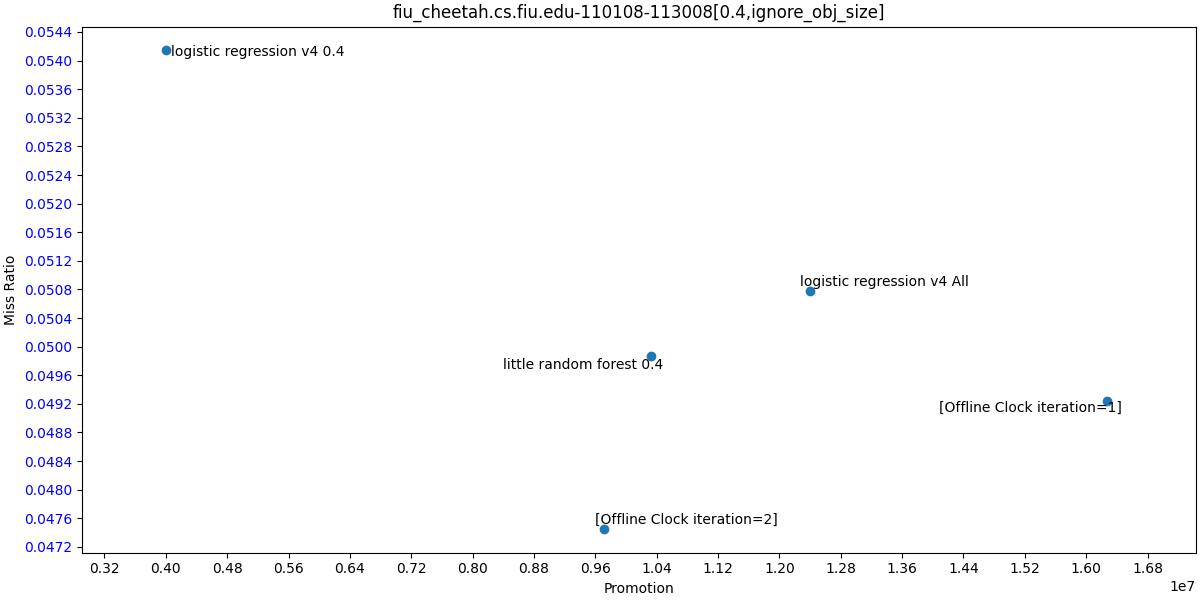 fiu_cheetah.cs.fiu.edu-110108-113008[0.4,ignore_obj_size]
0.0544
0.0540
0.0536
0.0532
0.0528
0.0524
0.0520
0.0516
0.0512
0.0508
0.0504
0.0500
0.0496
0.0492
0.0488
0.0484
0.0480
0.0476
0.0472
Miss Ratio
logistic regression v4 0.4
logistic regression v4 All
little random forest 0.4
[Offline Clock iteration=1]
[Offline Clock iteration=2]
0.32 0.40 0.48 0.56 0.64 0.72 0.80 0.88 0.96 1.04 1.12 1.20 1.28 1.36 1.44 1.52 1.60 1.68
1e7
Promotion